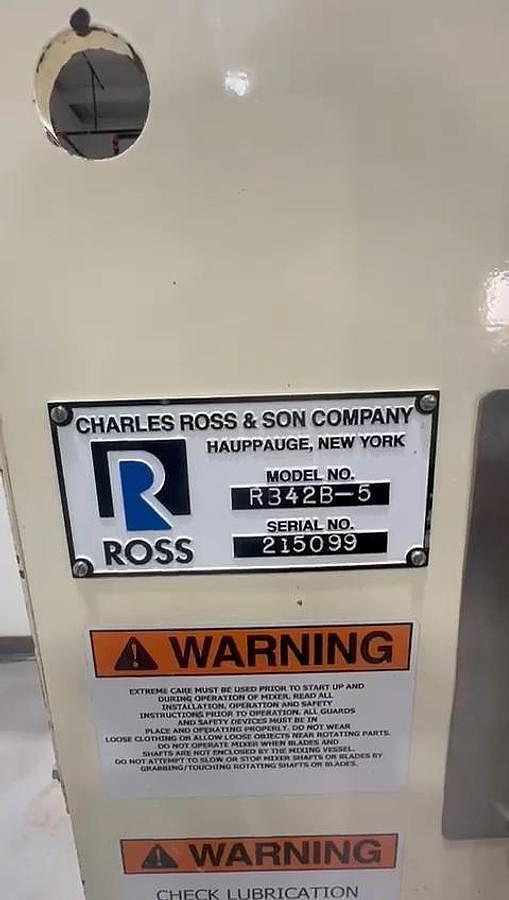 CHARLES ROSS & SON COMPANY
HAUPPAUGE, NEW YORK
R
ROSS
MODEL NO.
RB42B-5
SERIAL NO.
215099
WARNING
EXTREME CARE MUST BE USED PRIOR TO START UP AND
DURING OPERATION OF MIXER. READ ALL
INSTALLATION, OPERATION AND SAFETY
INSTRUCTIONS PRIOR TO OPERATION. ALL GUARDS
AND SAFETY DEVICES MUST BE IN
PLACE AND OPERATING PROPERLY. DO NOT WEAR
LOOSE CLOTHING OR ALLOW LOOSE OBJECTS NEAR ROTATING PARTS.
DO NOT OPERATE MIXER WHEN BLADES AND
SHAFTS ARE NOT ENCLOSED BY THE MIXING VESSEL.
DO NOT ATTEMPT TO SLOW OR STOP MIXER SHAFTS OR BLADES BY
GRABBING/TOUCHING ROTATING SHAFTS OR BLADES.
WARNING
CHECK LUBRICATION